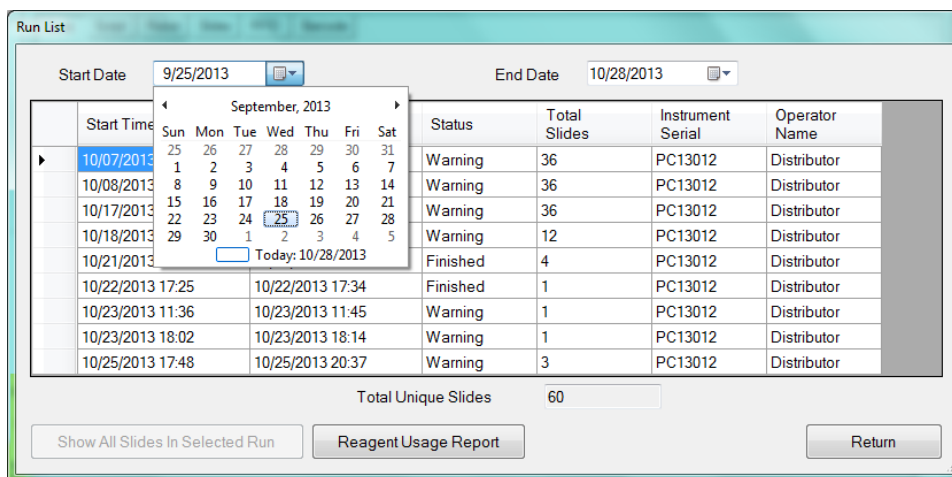 Run List
Start Date 9/25/2013 End Date 10/28/2013
September, 2013
Sun Mon Tue Wed Thu Fri Sat
25 26 27 28 29 30 31
1 2 3 4 5 6 7
8 9 10 11 12 13 14
15 16 17 18 19 20 21
22 23 24 25 26 27 28
29 30 1 2 3 4 5
Today: 10/28/2013
Start Time Status Total Slides Instrument Serial Operator Name
10/07/2013 Warning 36 PC13012 Distributor
10/08/2013 Warning 36 PC13012 Distributor
10/17/2013 Warning 36 PC13012 Distributor
10/18/2013 Warning 12 PC13012 Distributor
10/21/2013 Finished 4 PC13012 Distributor
10/22/2013 17:25 10/22/2013 17:34 Finished 1 PC13012 Distributor
10/23/2013 11:36 10/23/2013 11:45 Warning 1 PC13012 Distributor
10/23/2013 18:02 10/23/2013 18:14 Warning 1 PC13012 Distributor
10/25/2013 17:48 10/25/2013 20:37 Warning 3 PC13012 Distributor
Total Unique Slides 60
Show All Slides In Selected Run Reagent Usage Report Return